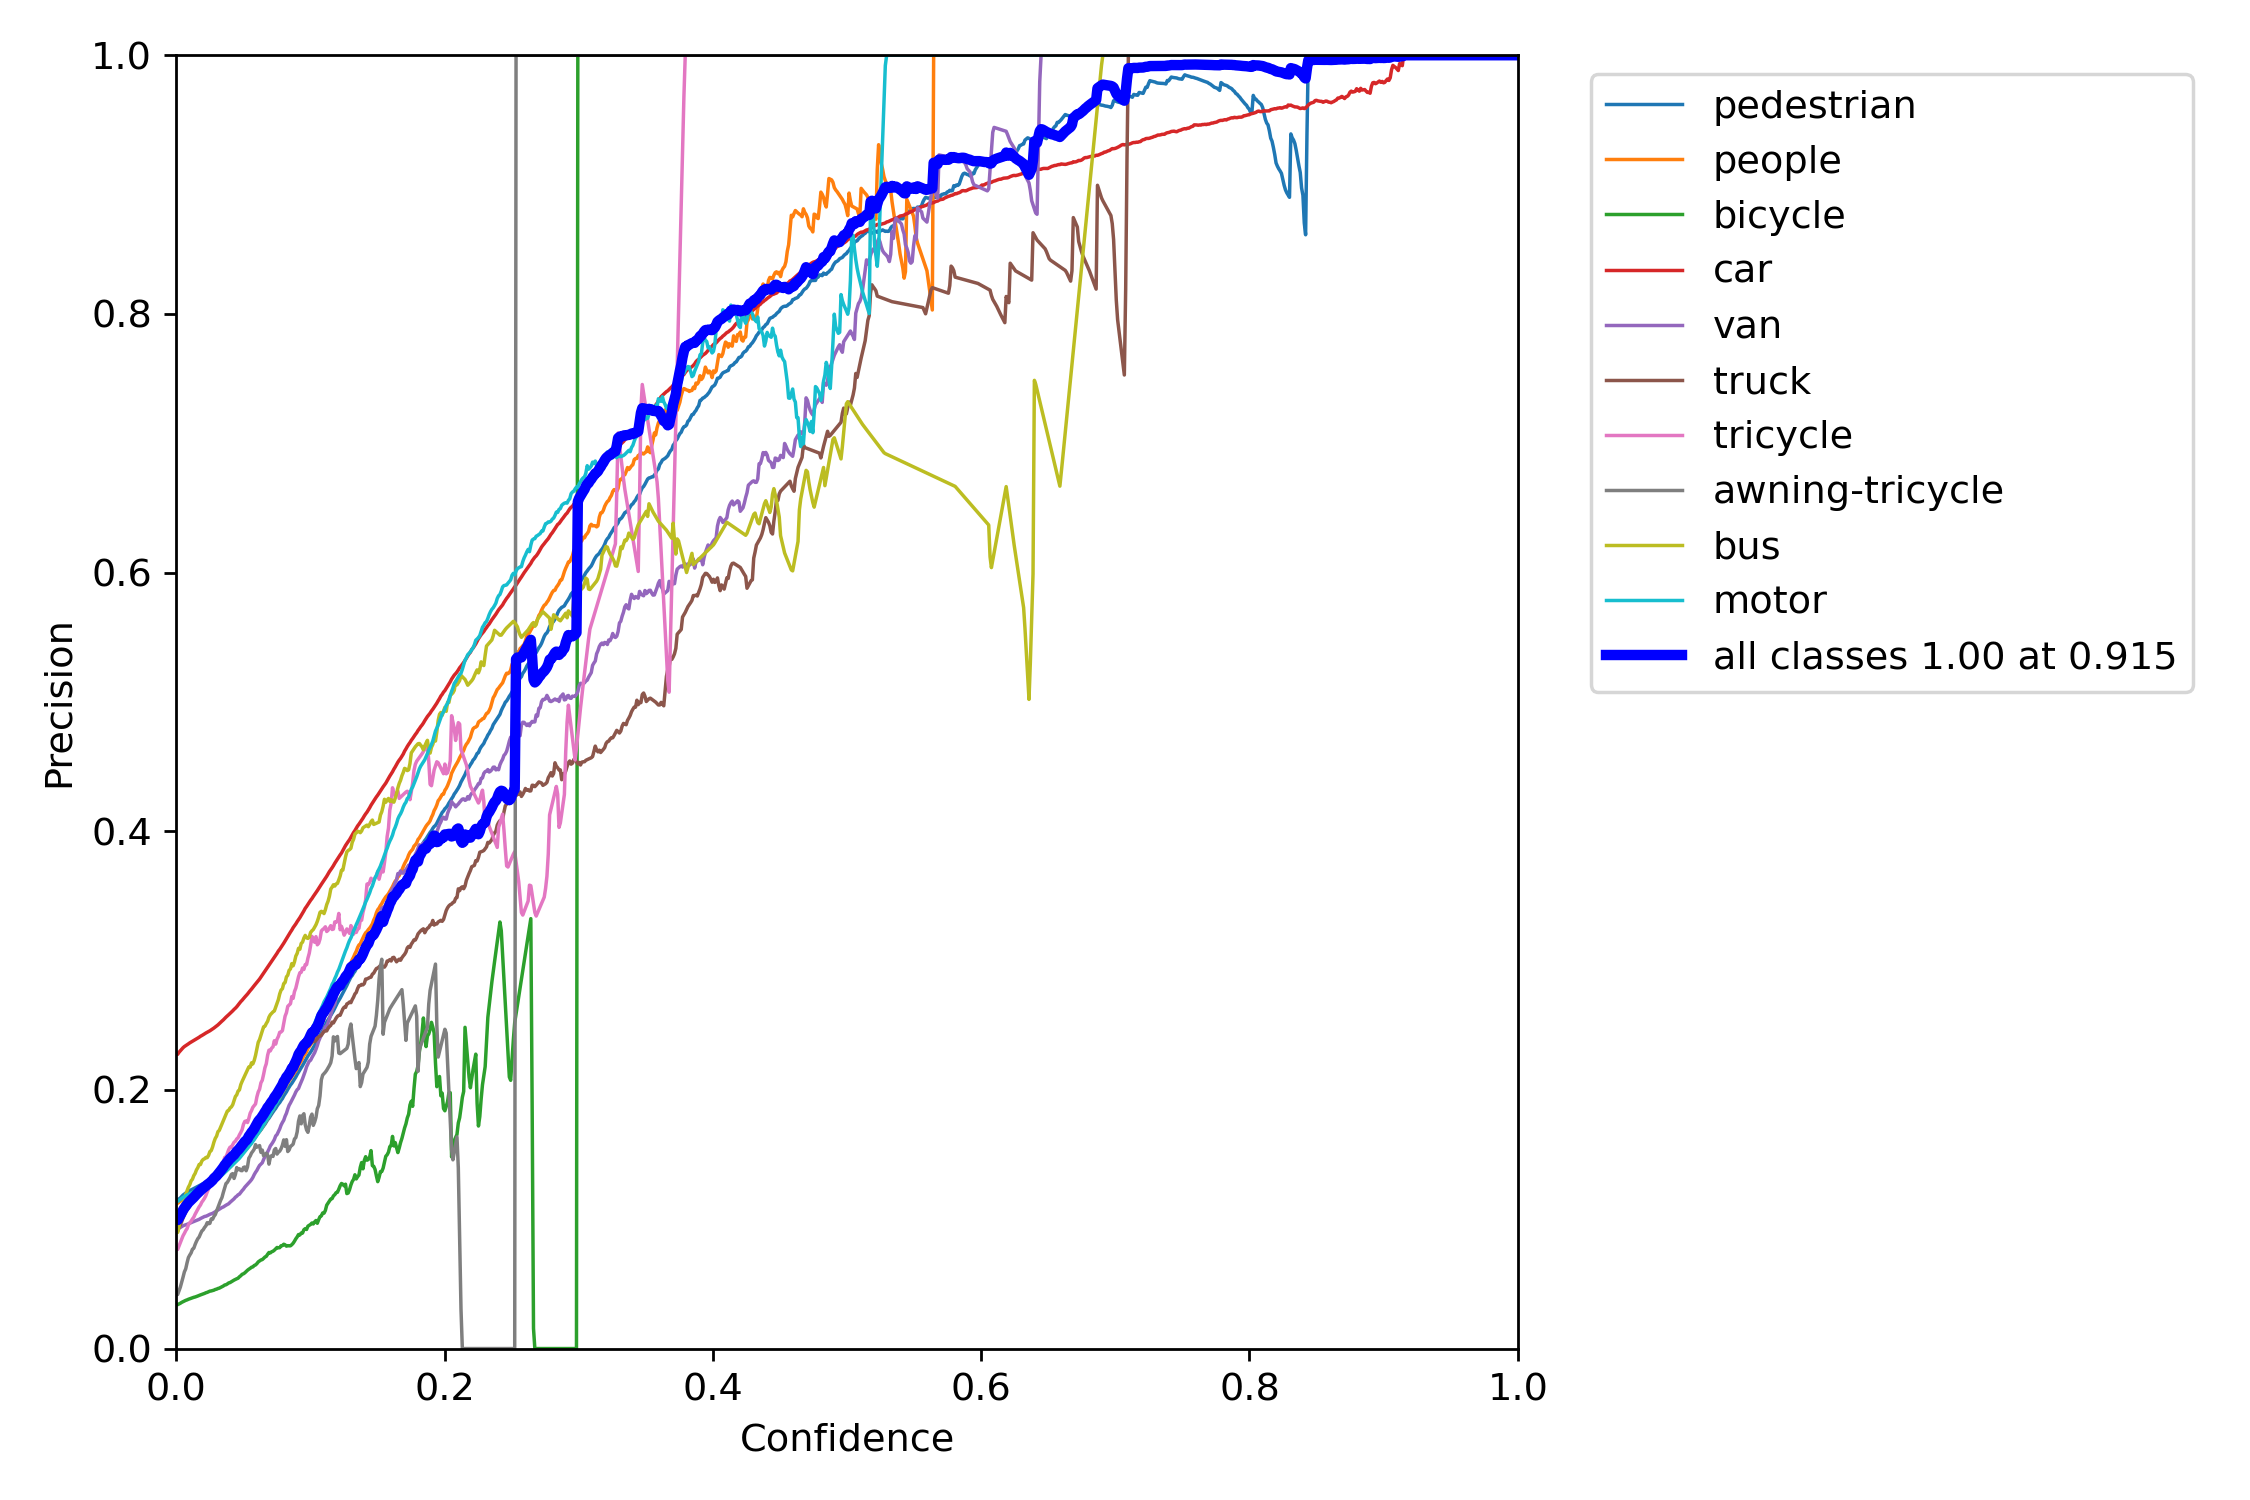 1.0
0.8
0.6
0.4
0.2
0.0
Precision
0.0 0.2 0.4 0.6 0.8 1.0
Confidence
pedestrian
people
bicycle
car
van
truck
tricycle
awning-tricycle
bus
motor
all classes 1.00 at 0.915